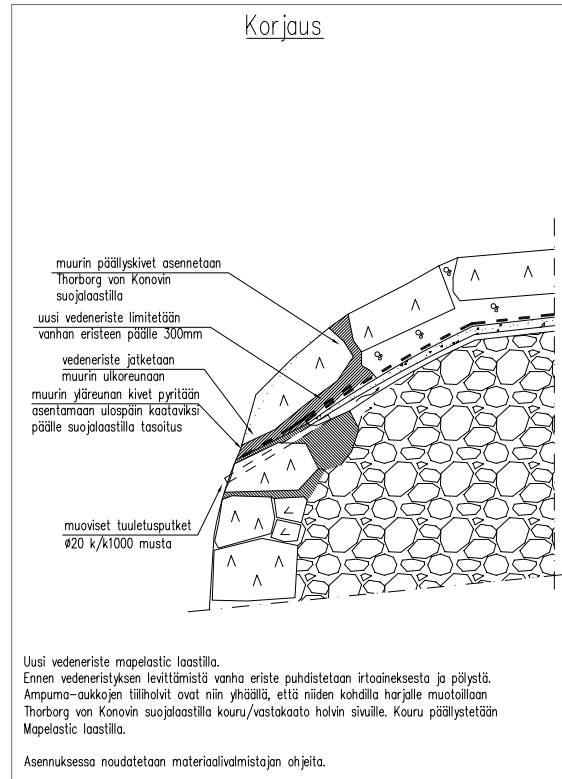 Korjaus
muurin päällyskivet asennetaan
Thorborg von Konovin
suojalaastilla
uusi vedeneriste limitetään
vanhan eristeen päälle 300mm
vedeneriste jatketaan
muurin ulkoreunaan
muurin yläreunan kivet pyritään
asentamaan ulospäin kaataviksi
päälle suojalaastilla tasoitus
muoviset tuuletusputket
ø20 k/k1000 musta
Uusi vedeneriste mapelastic laastilla.
Ennen vedeneristyksen levittämistä vanha eriste puhdistetaan irtoaineksesta ja pölystä.
Ampuma-aukkojen tiiliholvit ovat niin ylhäällä, että niiden kohdilla harjalle muotoillaan
Thorborg von Konovin suojalaastilla kouru/vastakaato holvin sivuille. Kouru päällystetään
Mapelastic laastilla.
Asennuksessa noudatetaan materiaalivalmistajan ohjeita.